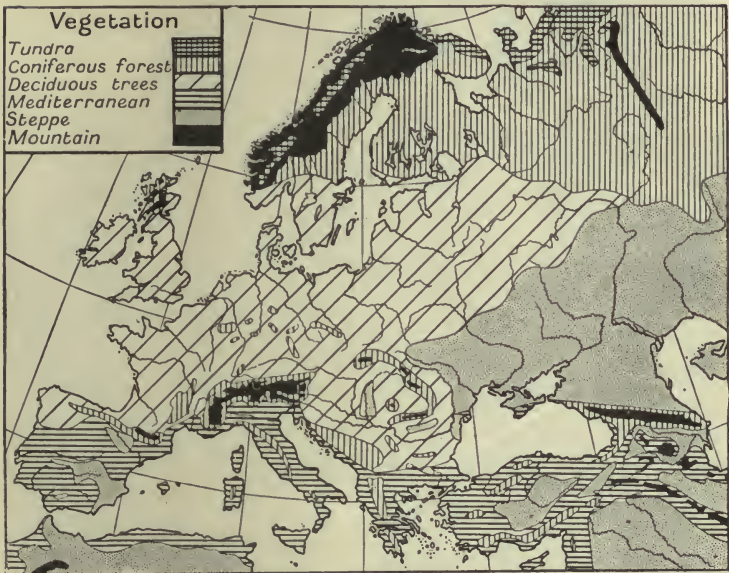 Vegetation
Tundra
Coniferous forest
Deciduous trees
Mediterranean
Steppe
Mountain